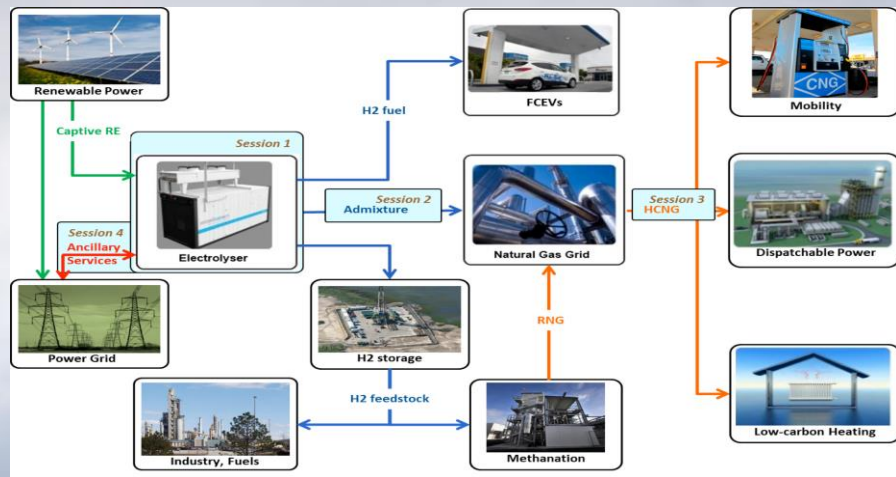 Renewable Power
Captive RE
Session 1
Electrolyser
Session 4
Ancillary
Services
Power Grid
H2 fuel
FCEVs
Session 2
Admixture
Natural Gas Grid
H2 storage
H2 feedstock
Industry, Fuels
Methanation
RNG
Session 3
HCNG
CNG
Mobility
Dispatchable Power
Low-carbon Heating